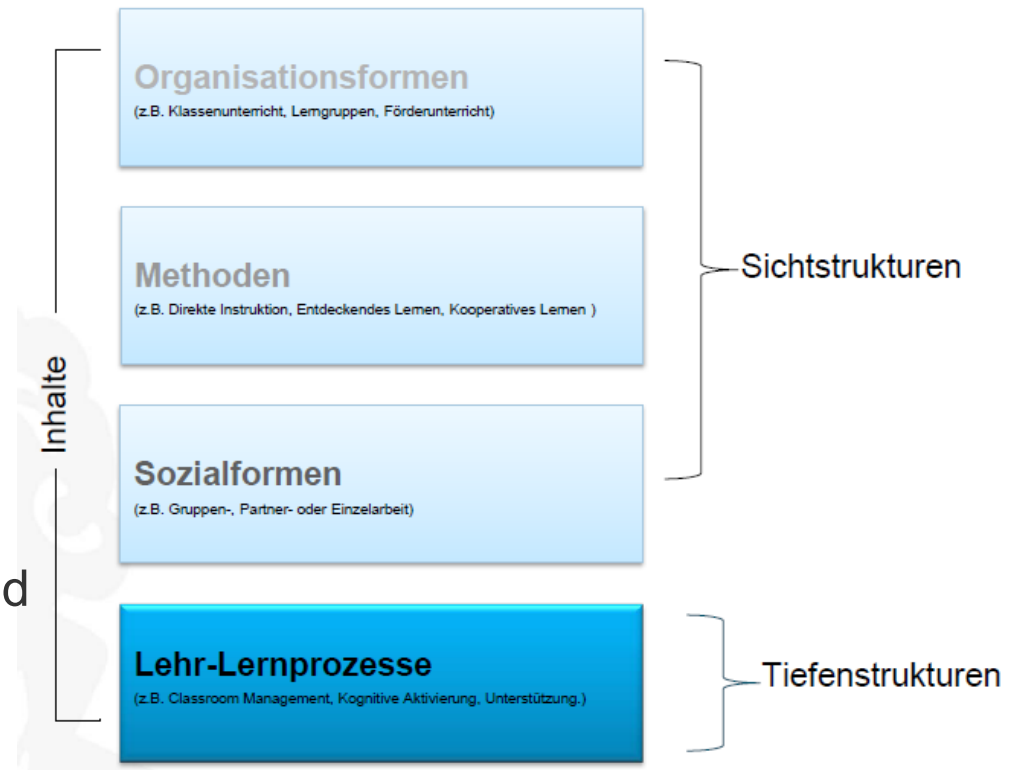 Organisationsformen
(z.B. Klassenunterricht, Lerngruppen, Förderunterricht)
Methoden
(z.B. Direkte Instruktion, Entdeckendes Lernen, Kooperatives Lernen )
Sichtstrukturen
Inhalte
Sozialformen
(z.B. Gruppen-, Partner- oder Einzelarbeit)
d
Lehr-Lernprozesse
(z.B. Classroom Management, Kognitive Aktivierung, Unterstützung.)
Tiefenstrukturen